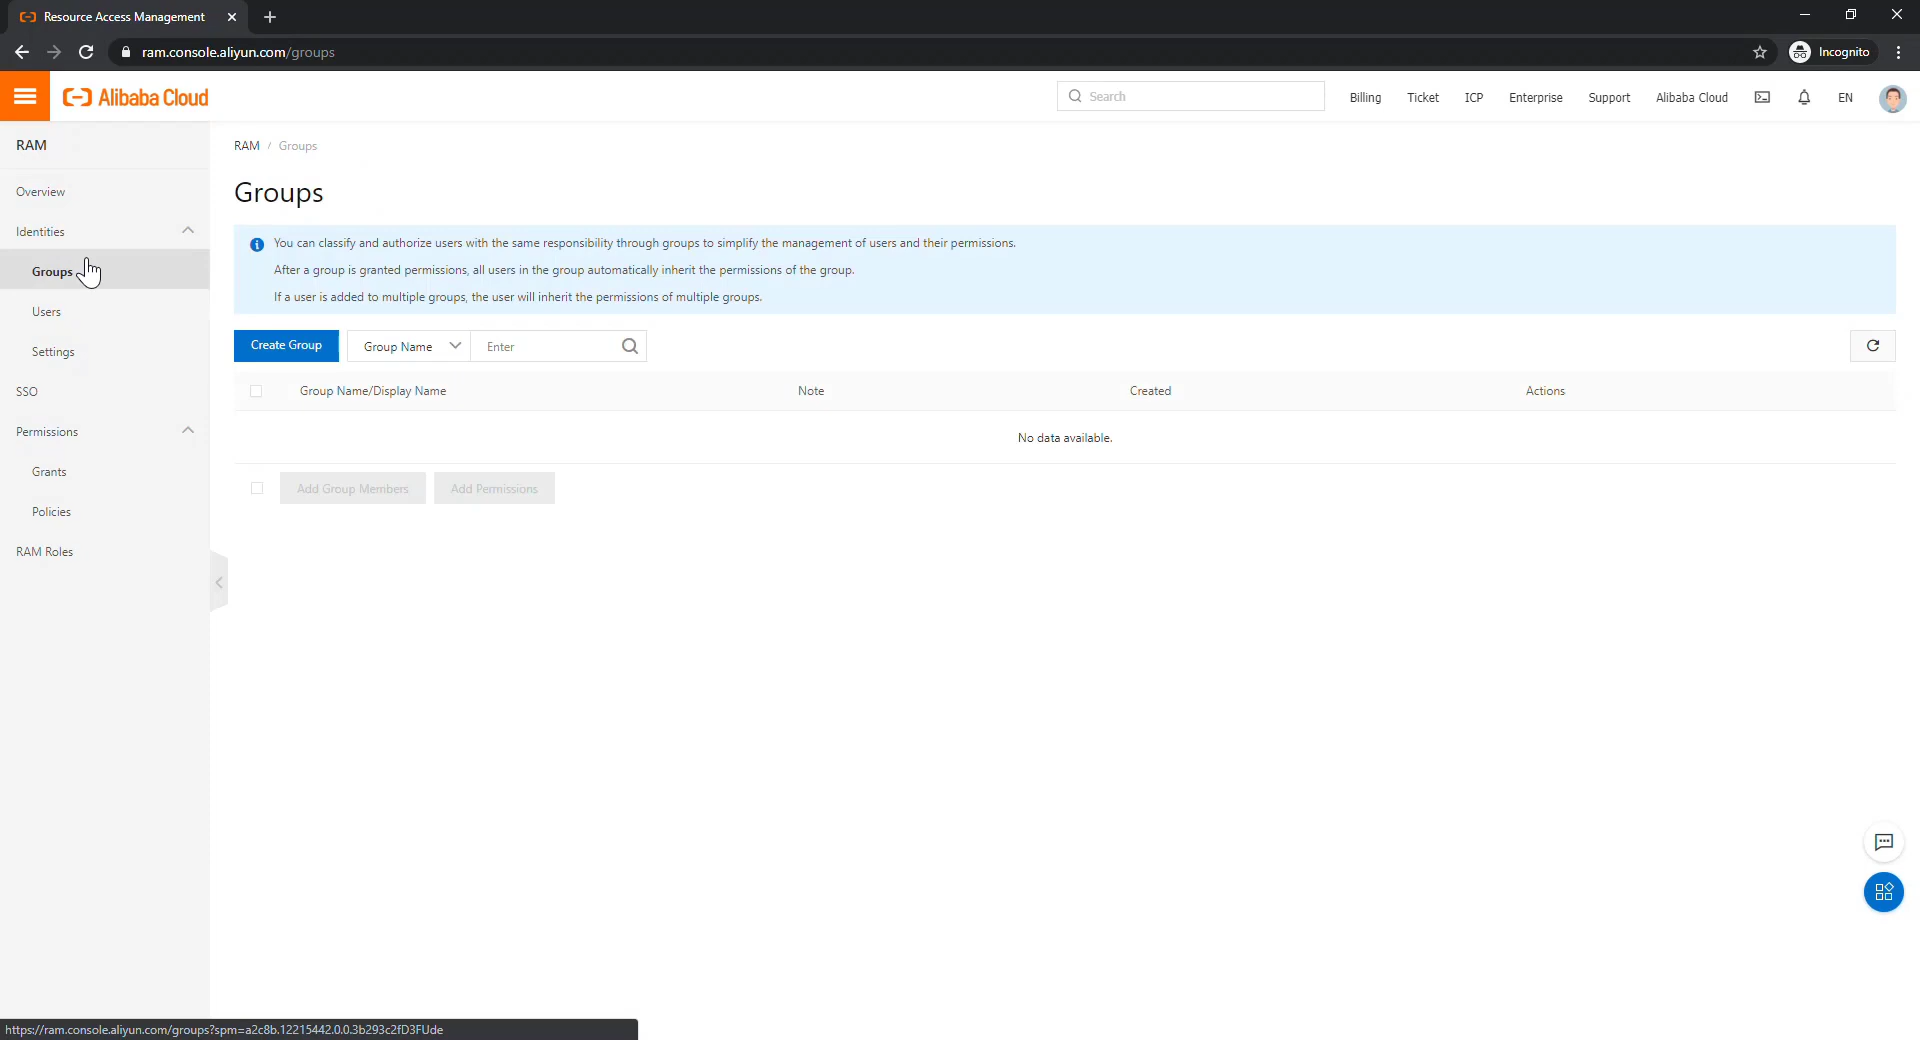 Resource Access Management
ram.console.aliyun.com/groups
Incognito
Alibaba Cloud
Search
Billing
Ticket
ICP
Enterprise
Support
Alibaba Cloud
EN
RAM
Overview
Identities
Groups
Users
Settings
SSO
Permissions
Grants
Policies
RAM Roles
RAM / Groups
Groups
You can classify and authorize users with the same responsibility through groups to simplify the management of users and their permissions.
After a group is granted permissions, all users in the group automatically inherit the permissions of the group.
If a user is added to multiple groups, the user will inherit the permissions of multiple groups.
Create Group
Group Name
Enter
Group Name/Display Name
Note
Created
Actions
No data available.
Add Group Members
Add Permissions
https://ram.console.aliyun.com/groups?spm=a2c8b.12215442.0.0.3b293c2fD3FUde